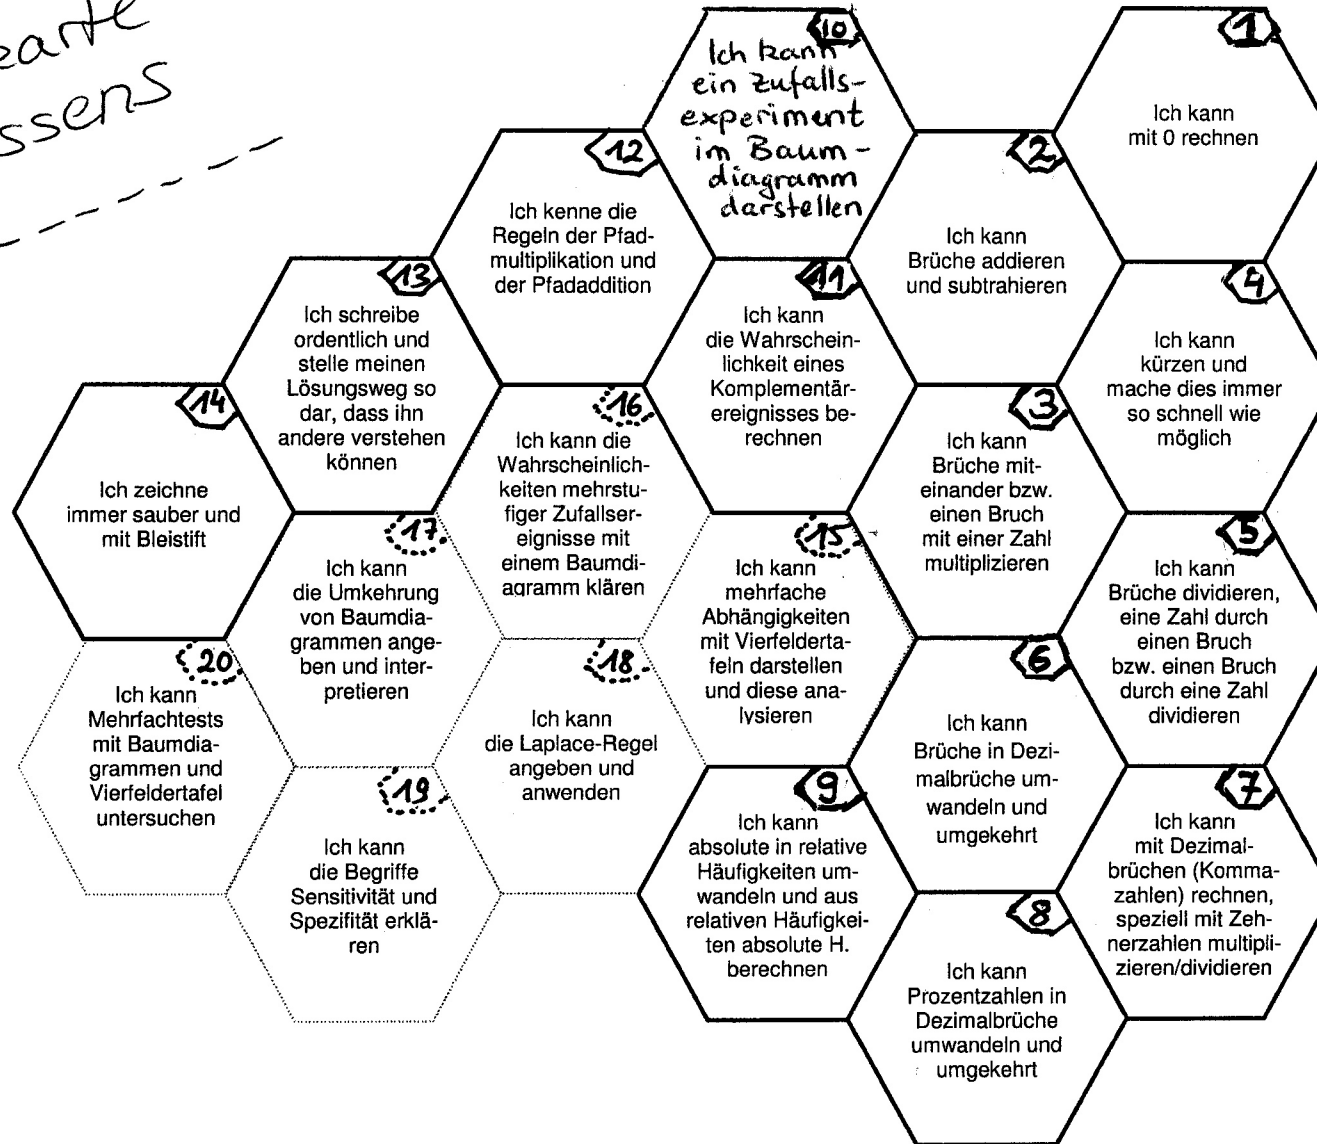 ssens
10
Ich kann
ein Zufalls-
experiment
im Baum-
diagramm
darstellen
1
Ich kann
mit 0 rechnen
12
Ich kenne die
Regeln der Pfad-
multiplikation und
der Pfadaddition
2
Ich kann
Brüche addieren
und subtrahieren
13
Ich schreibe
ordentlich und
stelle meinen
Lösungsweg so
dar, dass ihn
andere verstehen
können
11
Ich kann
die Wahrschein-
lichkeit eines
Komplementär-
ereignisses be-
rechnen
4
Ich kann
kürzen und
mache dies immer
so schnell wie
möglich
14
Ich zeichne
immer sauber und
mit Bleistift
16
Ich kann die
Wahrscheinlich-
keiten mehrstu-
figer Zufallser-
eignisse mit
einem Baumdi-
agramm klären
3
Ich kann
Brüche mit-
einander bzw.
einen Bruch
mit einer Zahl
multiplizieren
17
Ich kann
die Umkehrung
von Baumdia-
grammen ange-
ben und inter-
pretieren
15
Ich kann
mehrfache
Abhängigkeiten
mit Vierfelderta-
feln darstellen
und diese ana-
lysieren
5
Ich kann
Brüche dividieren,
eine Zahl durch
einen Bruch
bzw. einen Bruch
durch eine Zahl
dividieren
20
Ich kann
Mehrfachtests
mit Baumdia-
grammen und
Vierfeldertafel
untersuchen
18
Ich kann
die Laplace-Regel
angeben und
anwenden
6
Ich kann
Brüche in Dezi-
malbrüche um-
wandeln und
umgekehrt
19
Ich kann
die Begriffe
Sensitivität und
Spezifität erklä-
ren
9
Ich kann
absolute in relative
Häufigkeiten um-
wandeln und aus
relativen Häufigkei-
ten absolute H.
berechnen
7
Ich kann
mit Dezimal-
brüchen (Komma-
zahlen) rechnen,
speziell mit Zeh-
nerzahlen multipli-
zieren/dividieren
8
Ich kann
Prozentzahlen in
Dezimalbrüche
umwandeln und
umgekehrt